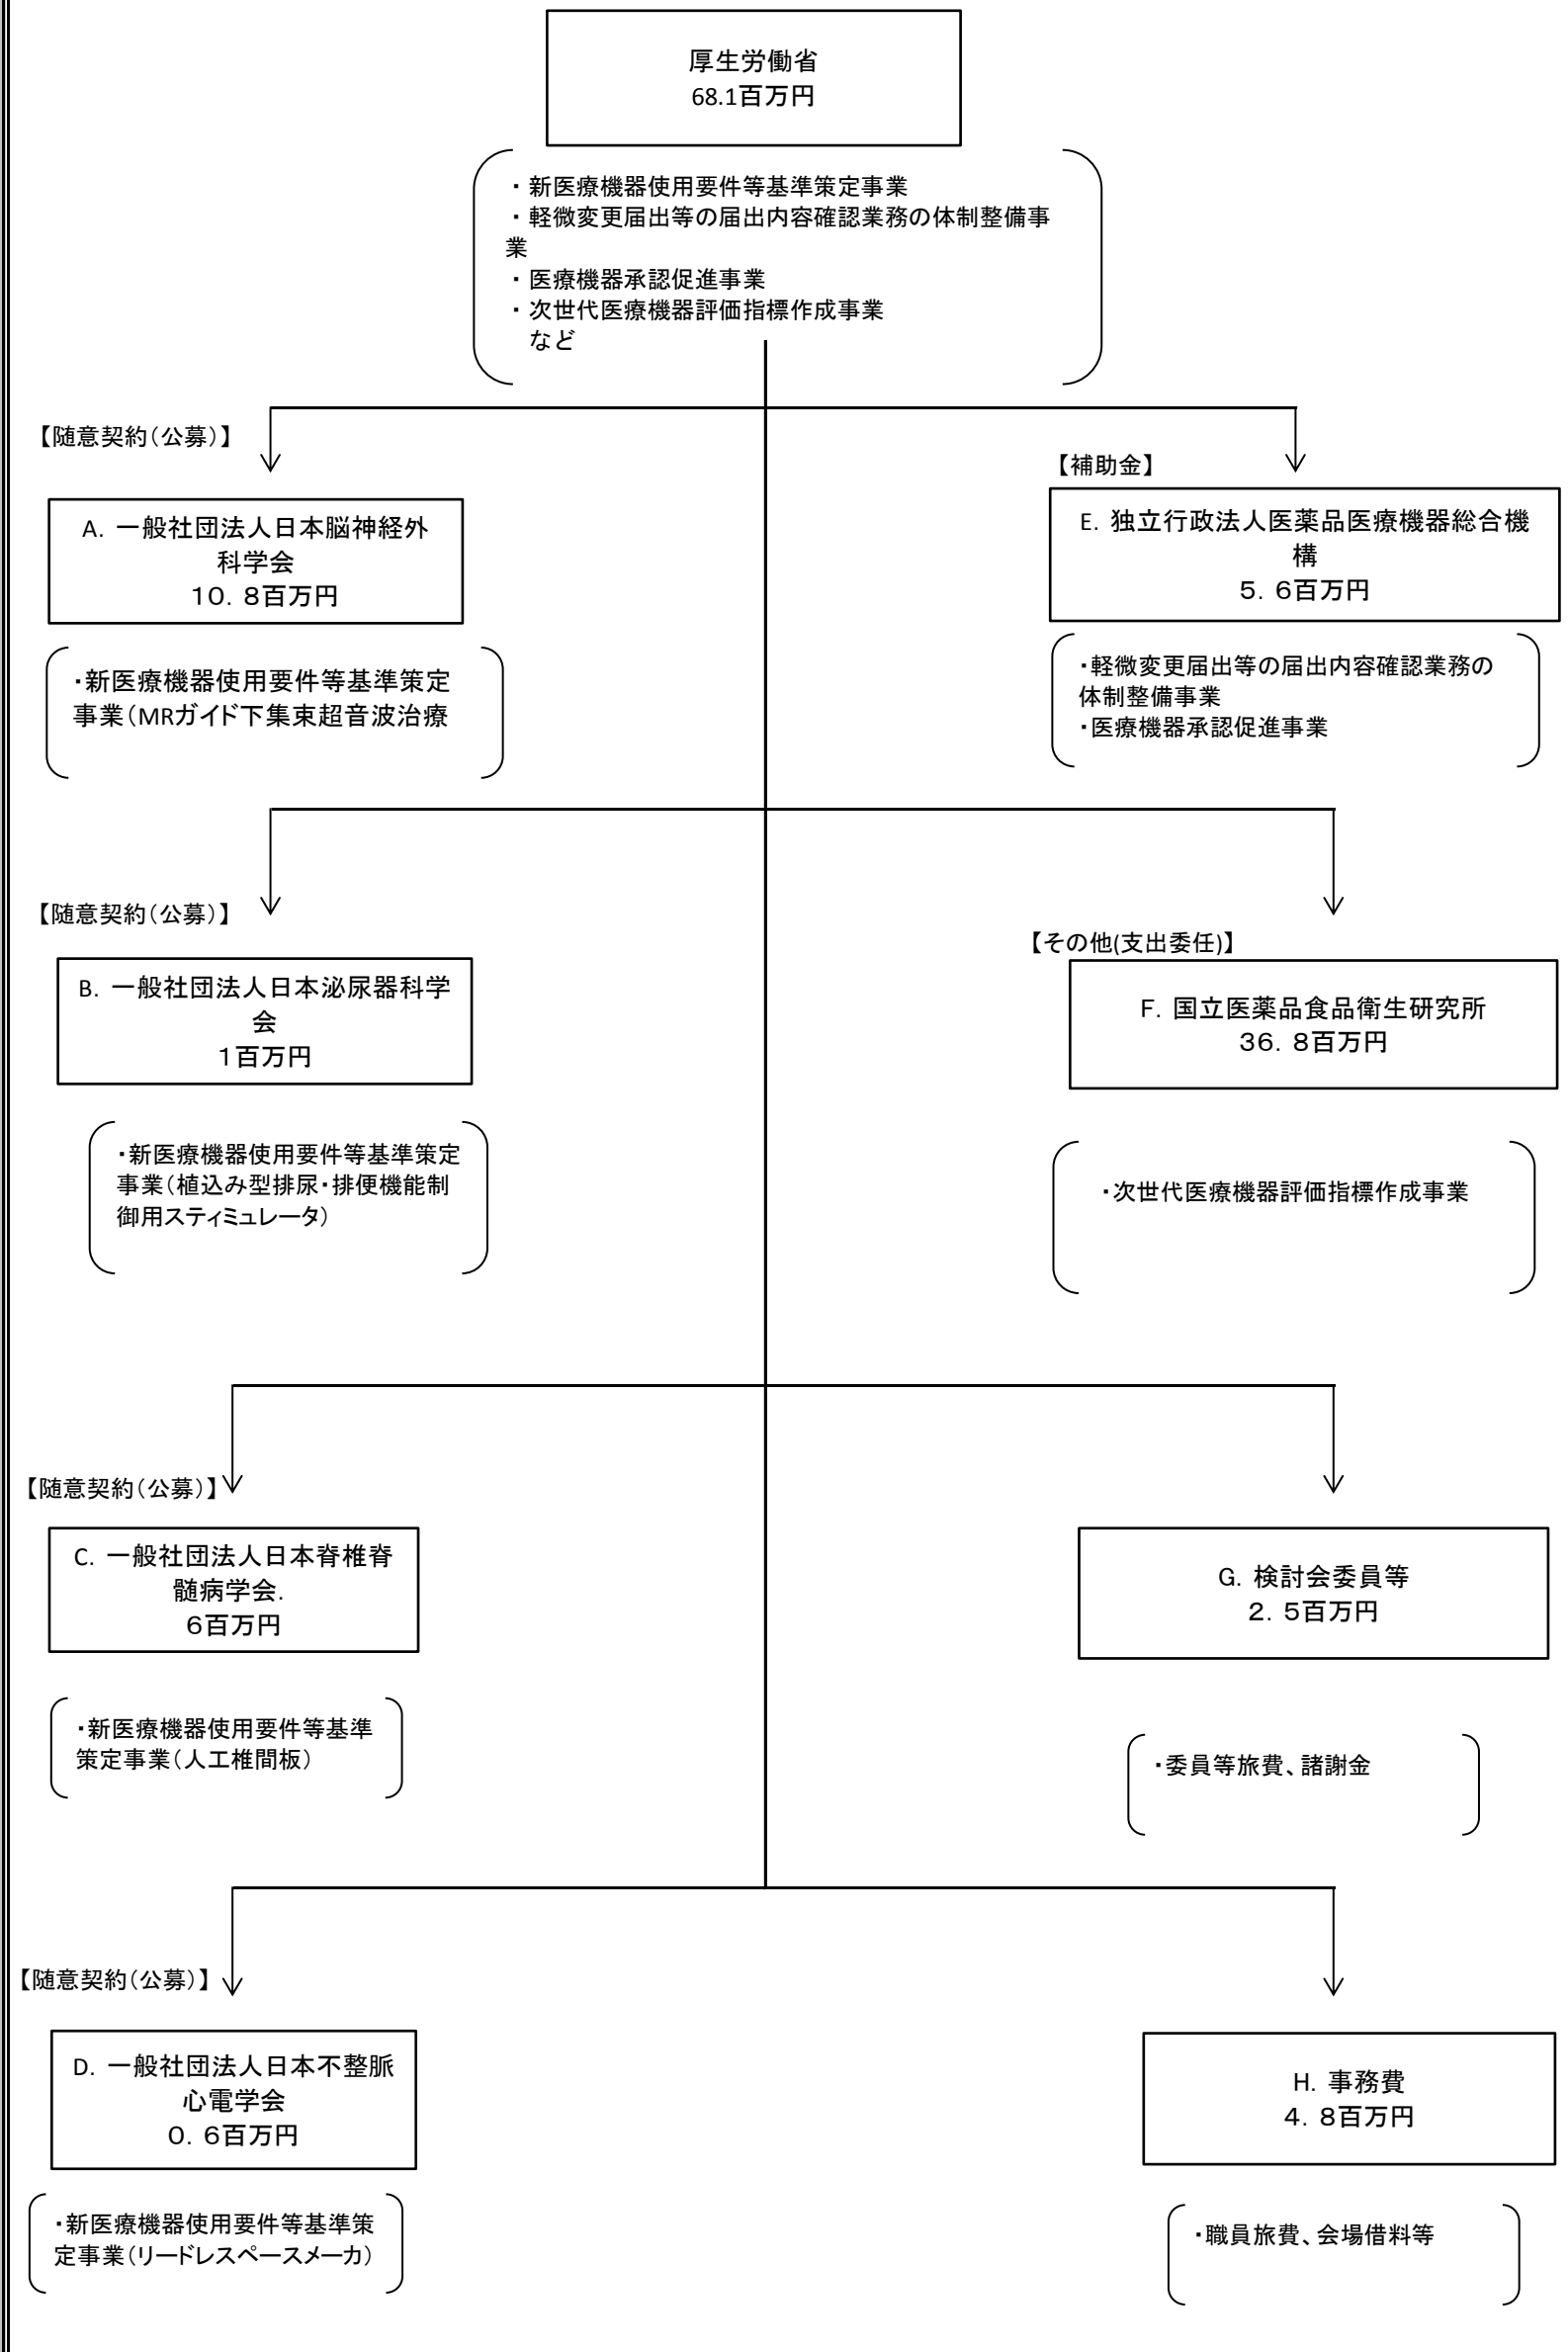 厚生労働省
68.1百万円
・ 新医療機器使用要件等基準策定事業
・ 軽微変更届出等の届出内容確認業務の体制整備事
業
・ 医療機器承認促進事業
・ 次世代医療機器評価指標作成事業
など
【随意契約(公募)】
【補助金】
A. 一般社団法人日本脳神経外
科学会
10. 8百万円
E. 独立行政法人医薬品医療機器総合機
構
5. 6百万円
・新医療機器使用要件等基準策定
事業(MRガイド下集束超音波治療
・軽微変更届出等の届出内容確認業務の
体制整備事業
・医療機器承認促進事業
【随意契約(公募)】
【その他(支出委任)】
B. 一般社団法人日本泌尿器科学
会
1百万円
F. 国立医薬品食品衛生研究所
36. 8百万円
・新医療機器使用要件等基準策定
事業(植込み型排尿・排便機能制
御用スティミュレータ)
・次世代医療機器評価指標作成事業
【随意契約(公募)】
C. 一般社団法人日本脊椎脊
髄病学会.
6百万円
G. 検討会委員等
2. 5百万円
・新医療機器使用要件等基準
策定事業(人工椎間板)
・委員等旅費、諸謝金
【随意契約(公募)】
D. 一般社団法人日本不整脈
心電学会
0. 6百万円
H. 事務費
4. 8百万円
・新医療機器使用要件等基準策
定事業(リードレスペースメーカ)
・職員旅費、会場借料等